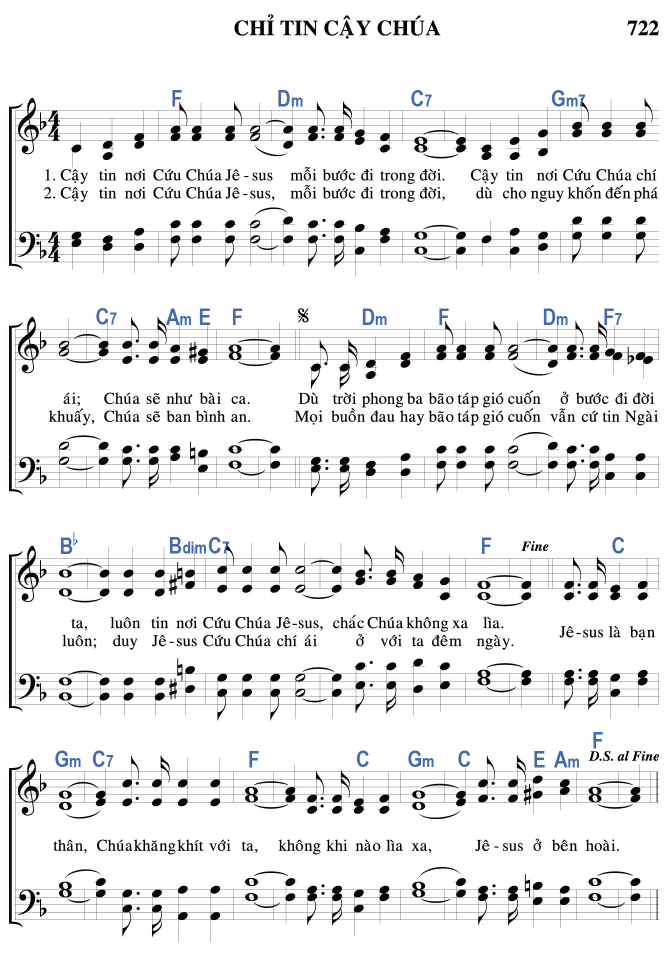 CHỈ TIN CẬY CHÚA 722
F Dm C7 Gm7
1. Cậy tin nơi Cứu Chúa Jê-sus mỗi bước đi trong đời. Cậy tin nơi Cứu Chúa chí
2. Cậy tin nơi Cứu Chúa Jê-sus, mỗi bước đi trong đời, dù cho nguy khốn đến phá
C7 Am E F Dm F Dm F7
ái; Chúa sẽ như bài ca. Dù trời phong ba bão táp gió cuốn ở bước đi đời
khuấy, Chúa sẽ ban bình an. Mọi buồn đau hay bão táp gió cuốn vẫn cứ tin Ngài
B♭ Bdim C7 F Fine C
ta, luôn tin nơi Cứu Chúa Jê-sus, chấc Chúa không xa lìa.
luôn; duy Jê-sus Cứu Chúa chí ái ở với ta đêm ngày.
Jê-sus là bạn
Gm C7 F C Gm C E Am F
D.S. al Fine
thân, Chúa khăng khít với ta, không khi nào lìa xa, Jê-sus ở bên hoài.